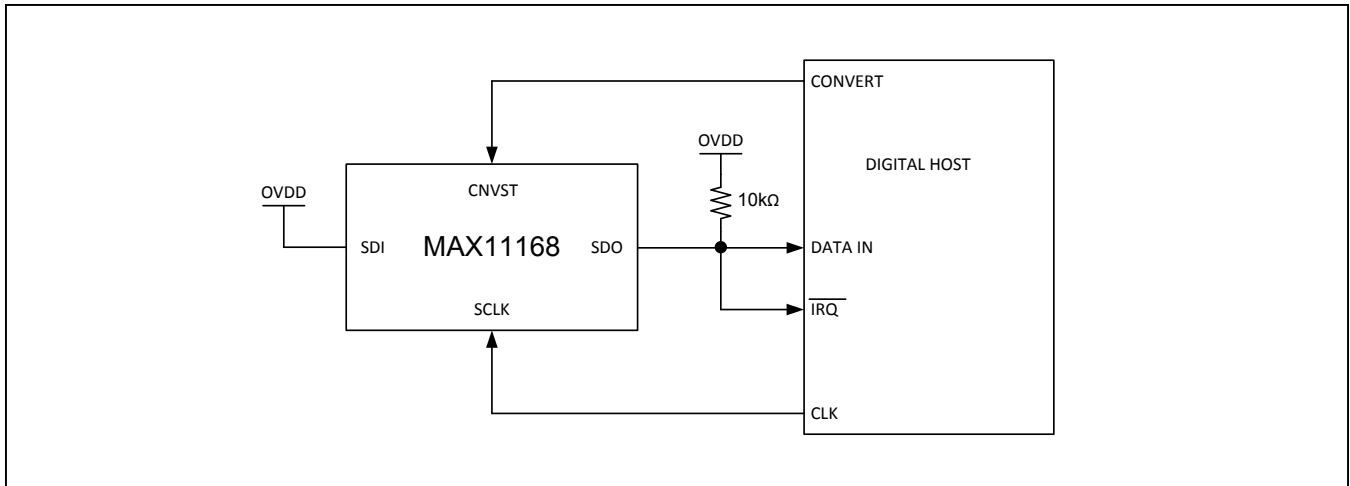 CONVERT
OVDD
DIGITAL HOST
OVDD
CNVST
10kΩ
SDI
MAX11168
SDO
DATA IN
SCLK
IRQ
CLK